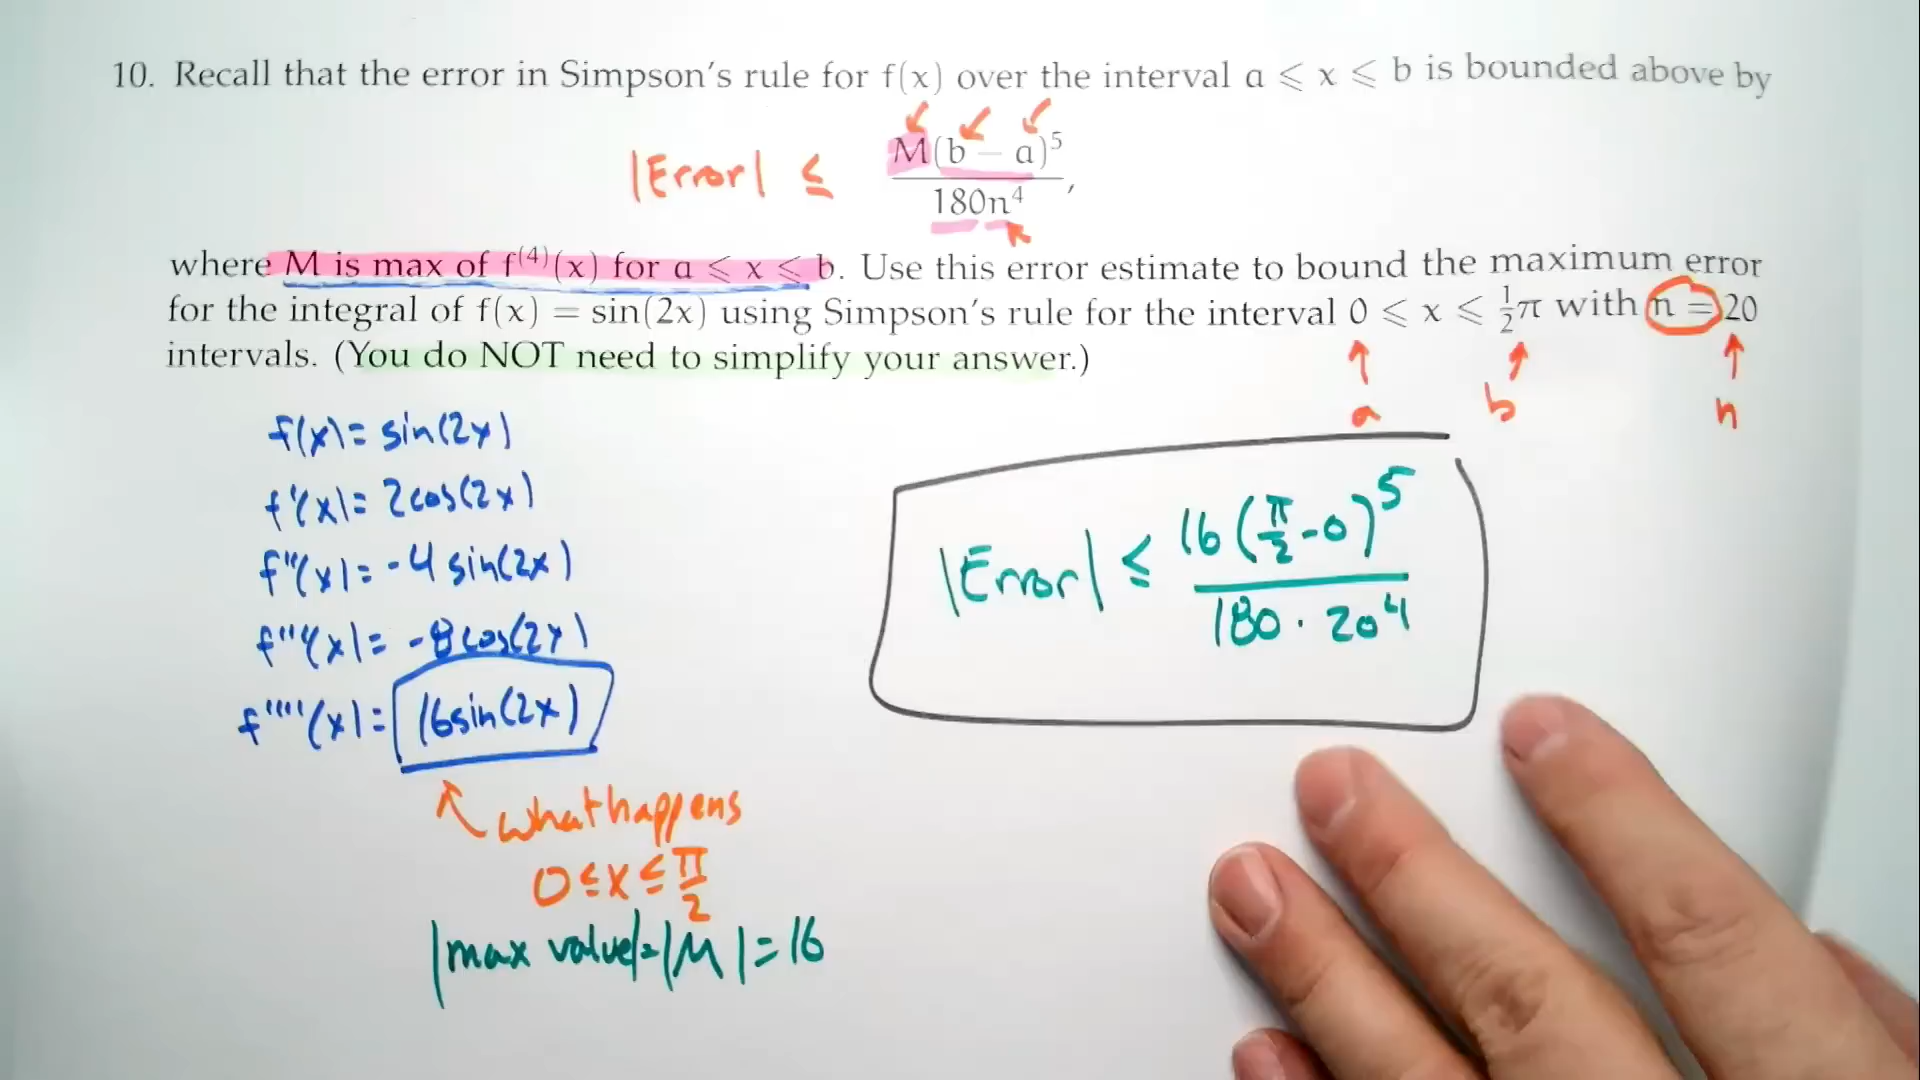 10. Recall that the error in Simpson's rule for f(x) over the interval a ⩽ x ⩽ b is bounded above by
|Error| ≤ M(b − a)⁵ / 180n⁴,
where M is max of f⁽⁴⁾(x) for a ⩽ x ⩽ b. Use this error estimate to bound the maximum error
for the integral of f(x) = sin(2x) using Simpson's rule for the interval 0 ⩽ x ⩽ ½π with n = 20
intervals. (You do NOT need to simplify your answer.)
a b n
f(x) = sin(2x)
f'(x) = 2cos(2x)
f''(x) = -4 sin(2x)
f'''(x) = -8cos(2x)
f''''(x) = 16sin(2x)
what happens
0 ≤ x ≤ π/2
|max value| = |M| = 16
|Error| ≤ 16(π/2 - 0)⁵ / 180 · 20⁴